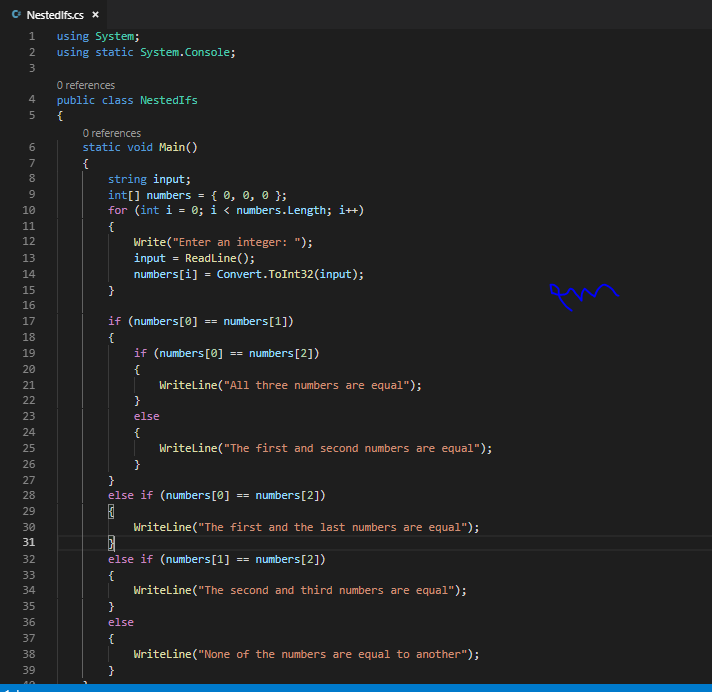 NestedIfs.cs ×
1 using System;
2 using static System.Console;
3
0 references
4 public class NestedIfs
5 {
0 references
6 static void Main()
7 {
8 string input;
9 int[] numbers = { 0, 0, 0 };
10 for (int i = 0; i < numbers.Length; i++)
11 {
12 Write("Enter an integer: ");
13 input = ReadLine();
14 numbers[i] = Convert.ToInt32(input);
15 }
16
17 if (numbers[0] == numbers[1])
18 {
19 if (numbers[0] == numbers[2])
20 {
21 WriteLine("All three numbers are equal");
22 }
23 else
24 {
25 WriteLine("The first and second numbers are equal");
26 }
27 }
28 else if (numbers[0] == numbers[2])
29 {
30 WriteLine("The first and the last numbers are equal");
31 }
32 else if (numbers[1] == numbers[2])
33 {
34 WriteLine("The second and third numbers are equal");
35 }
36 else
37 {
38 WriteLine("None of the numbers are equal to another");
39 }